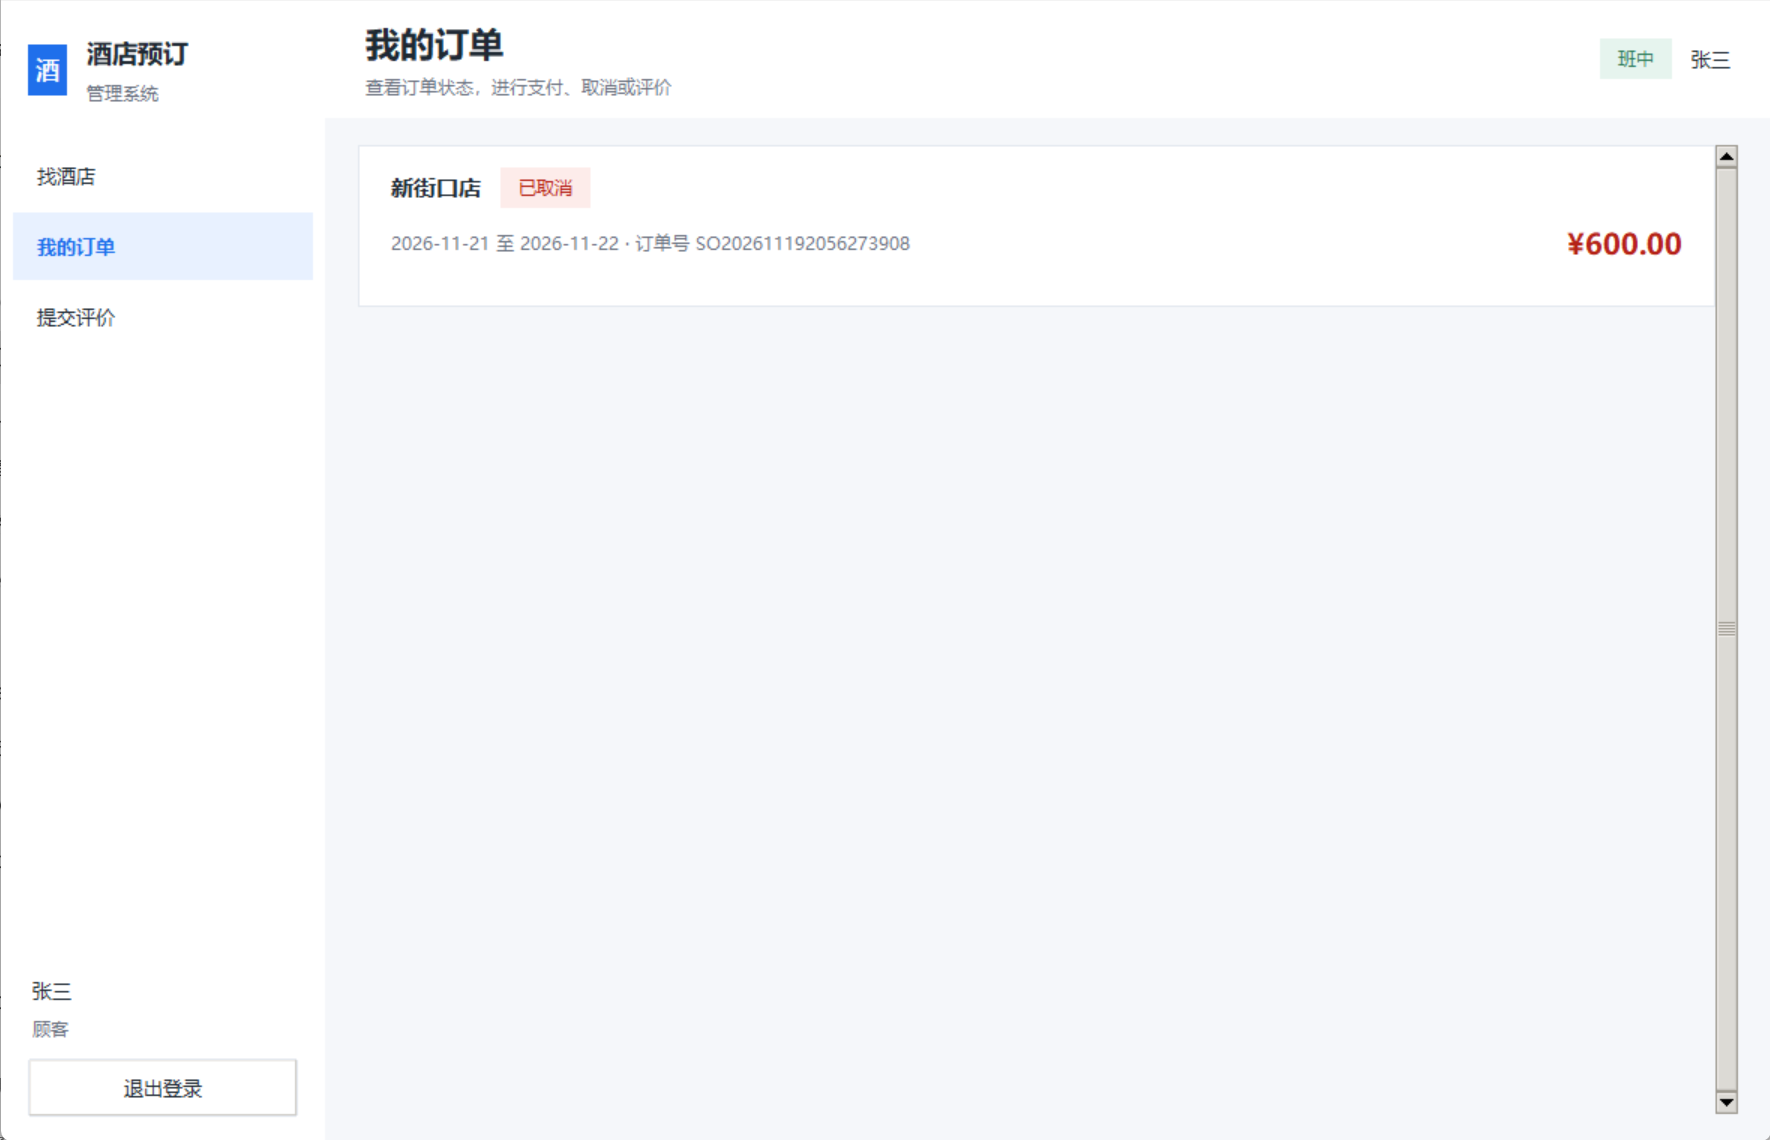 酒
酒店预订
管理系统
找酒店
我的订单
提交评价
张三
顾客
退出登录
我的订单
查看订单状态，进行支付、取消或评价
班中
张三
新街口店
已取消
2026-11-21 至 2026-11-22 · 订单号 SO202611192056273908
¥600.00